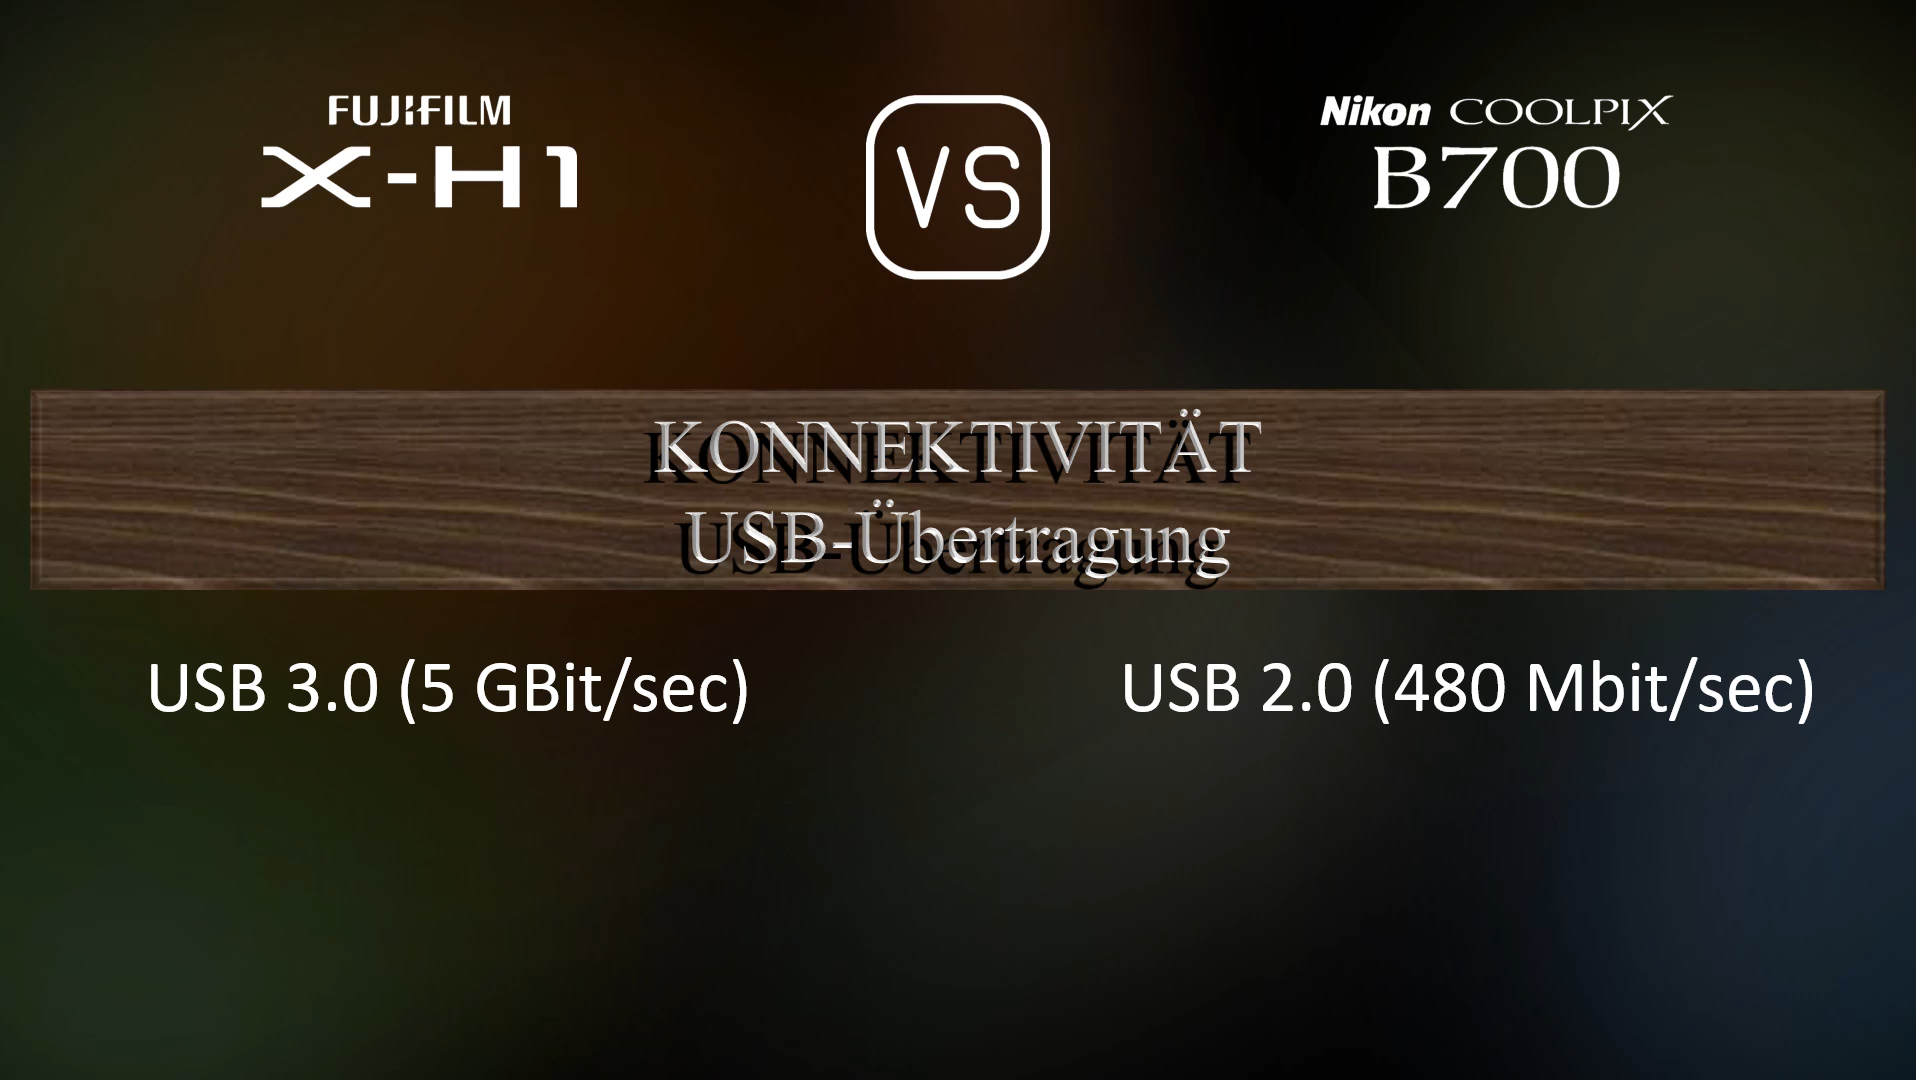 FUJIFILM
X-H1
VS
Nikon COOLPIX
B700
KONNEKTIVITÄT
USB-Übertragung
USB 3.0 (5 GBit/sec)
USB 2.0 (480 Mbit/sec)